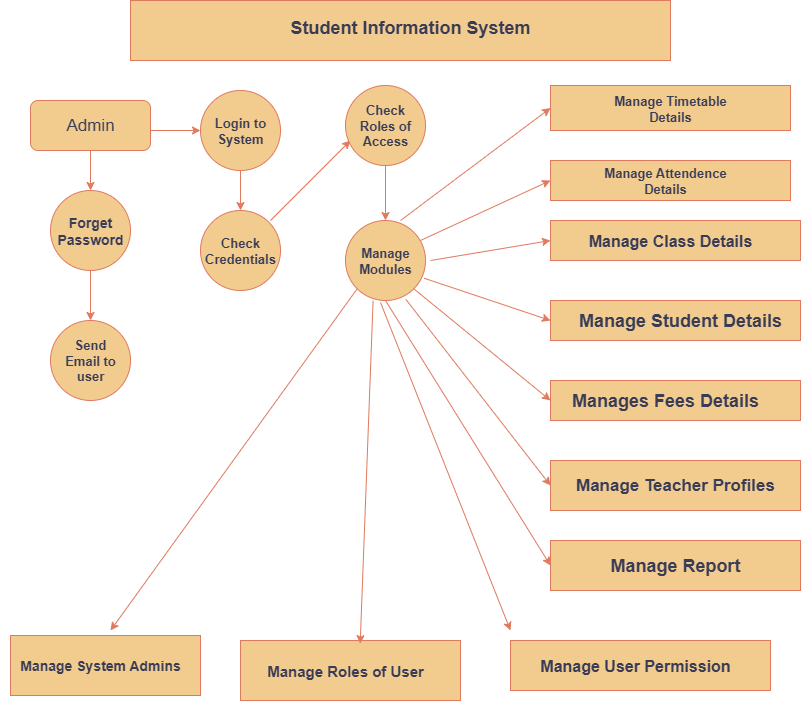 Student Information System
Admin
Login to
System
Check
Roles of
Access
Manage Timetable
Details
Manage Attendence
Details
Forget
Password
Check
Credentials
Manage
Modules
Manage Class Details
Manage Student Details
Send
Email to
user
Manages Fees Details
Manage Teacher Profiles
Manage Report
Manage System Admins
Manage Roles of User
Manage User Permission